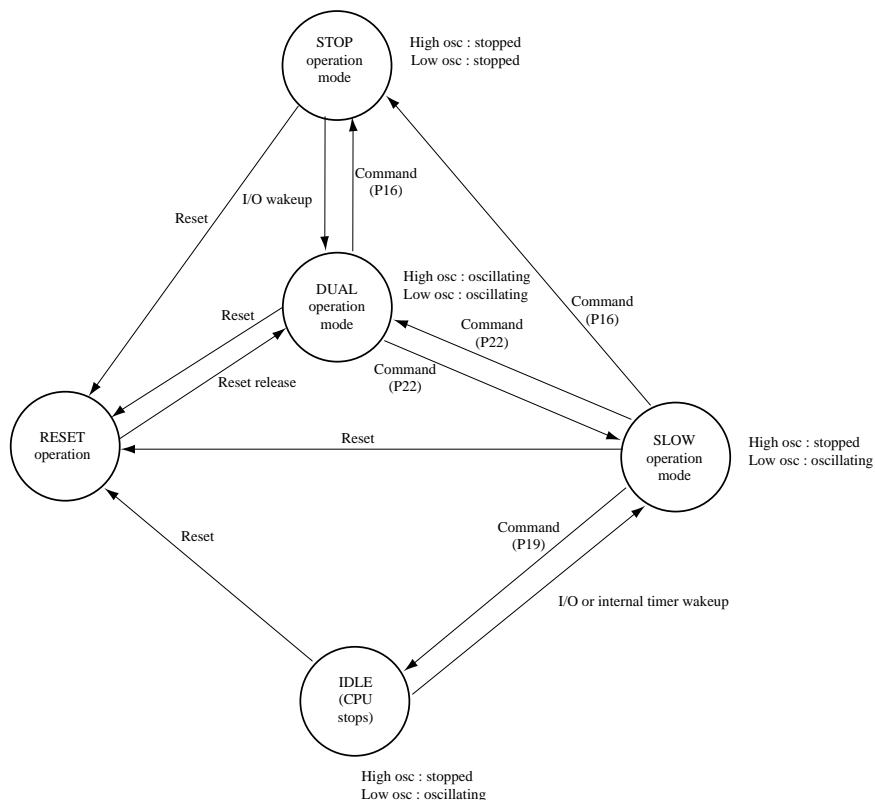 STOP
operation
mode
High osc : stopped
Low osc : stopped
Command
(P16)
I/O wakeup
Reset
DUAL
operation
mode
High osc : oscillating
Low osc : oscillating
Command
(P16)
Reset
Command
(P22)
Command
(P22)
Reset release
RESET
operation
Reset
SLOW
operation
mode
High osc : stopped
Low osc : oscillating
Reset
Command
(P19)
I/O or internal timer wakeup
IDLE
(CPU
stops)
High osc : stopped
Low osc : oscillating